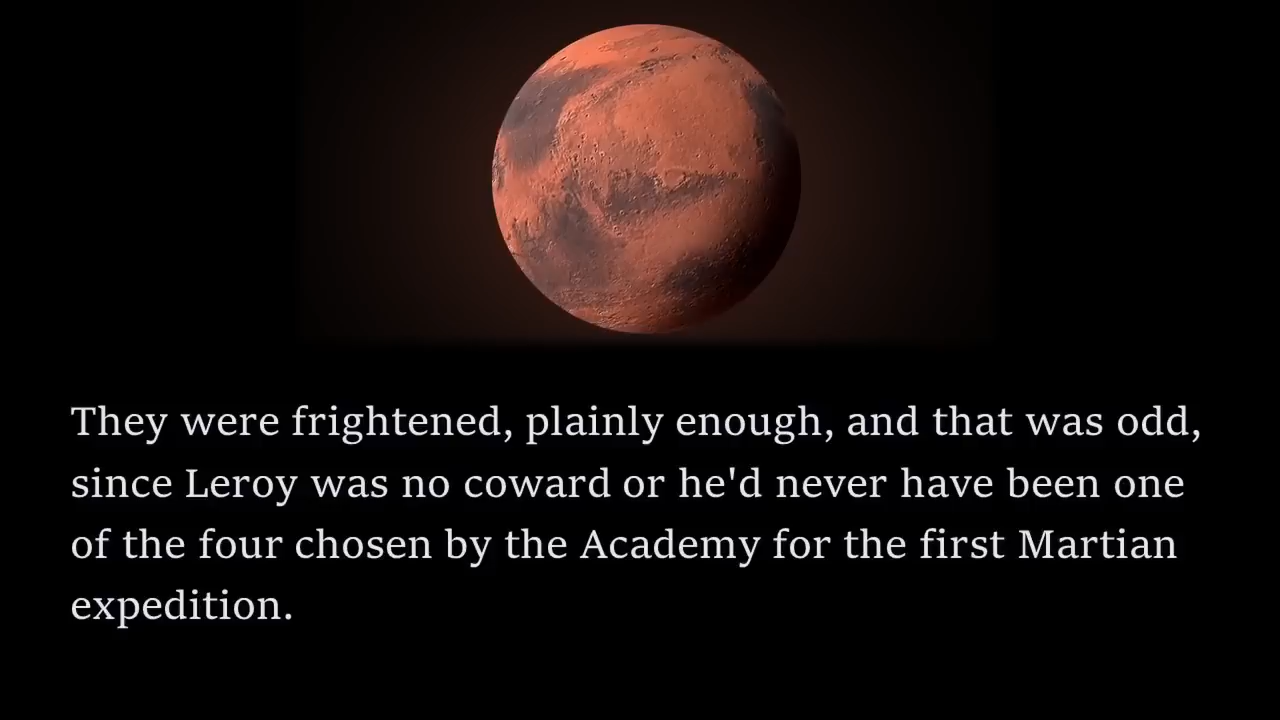 They were frightened, plainly enough, and that was odd,
since Leroy was no coward or he'd never have been one
of the four chosen by the Academy for the first Martian
expedition.